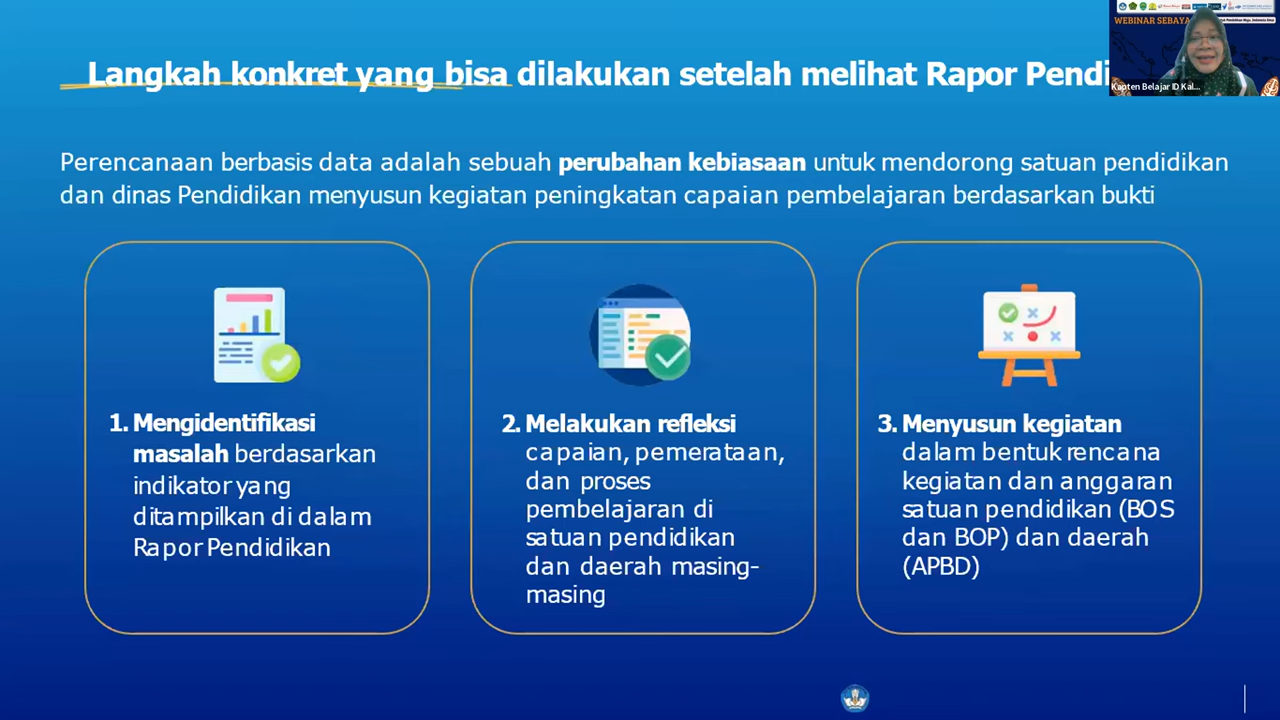 WEBINAR SEBAYA
Langkah konkret yang bisa dilakukan setelah melihat Rapor Pendi
Kapten Belajar ID Kal...
Perencanaan berbasis data adalah sebuah perubahan kebiasaan untuk mendorong satuan pendidikan
dan dinas Pendidikan menyusun kegiatan peningkatan capaian pembelajaran berdasarkan bukti
1. Mengidentifikasi
masalah berdasarkan
indikator yang
ditampilkan di dalam
Rapor Pendidikan
2. Melakukan refleksi
capaian, pemerataan,
dan proses
pembelajaran di
satuan pendidikan
dan daerah masing-
masing
3. Menyusun kegiatan
dalam bentuk rencana
kegiatan dan anggaran
satuan pendidikan (BOS
dan BOP) dan daerah
(APBD)